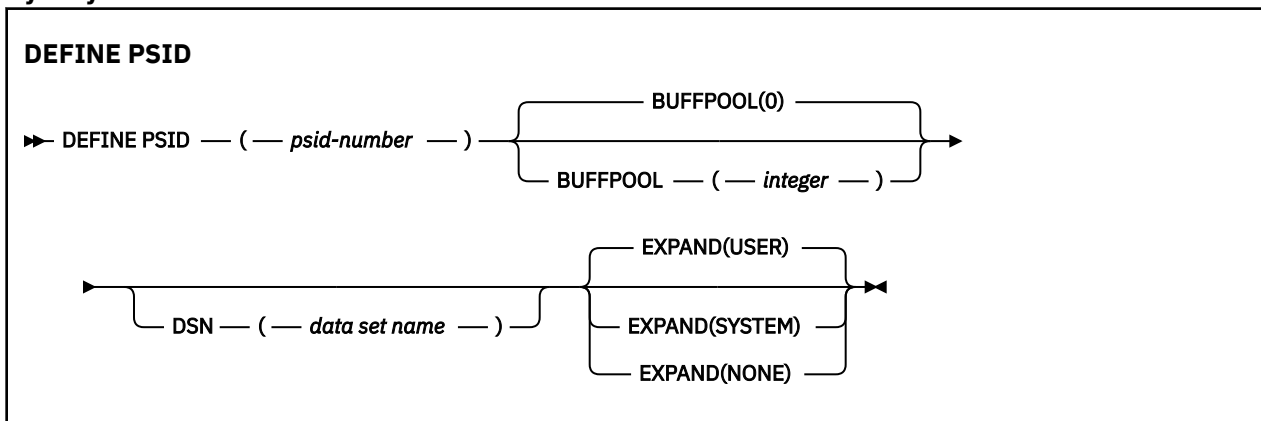 DEFINE PSID
BUFFPOOL(0)
DEFINE PSID ( psid-number )
BUFFPOOL ( integer )
EXPAND(USER)
DSN ( data set name ) EXPAND(SYSTEM)
EXPAND(NONE)